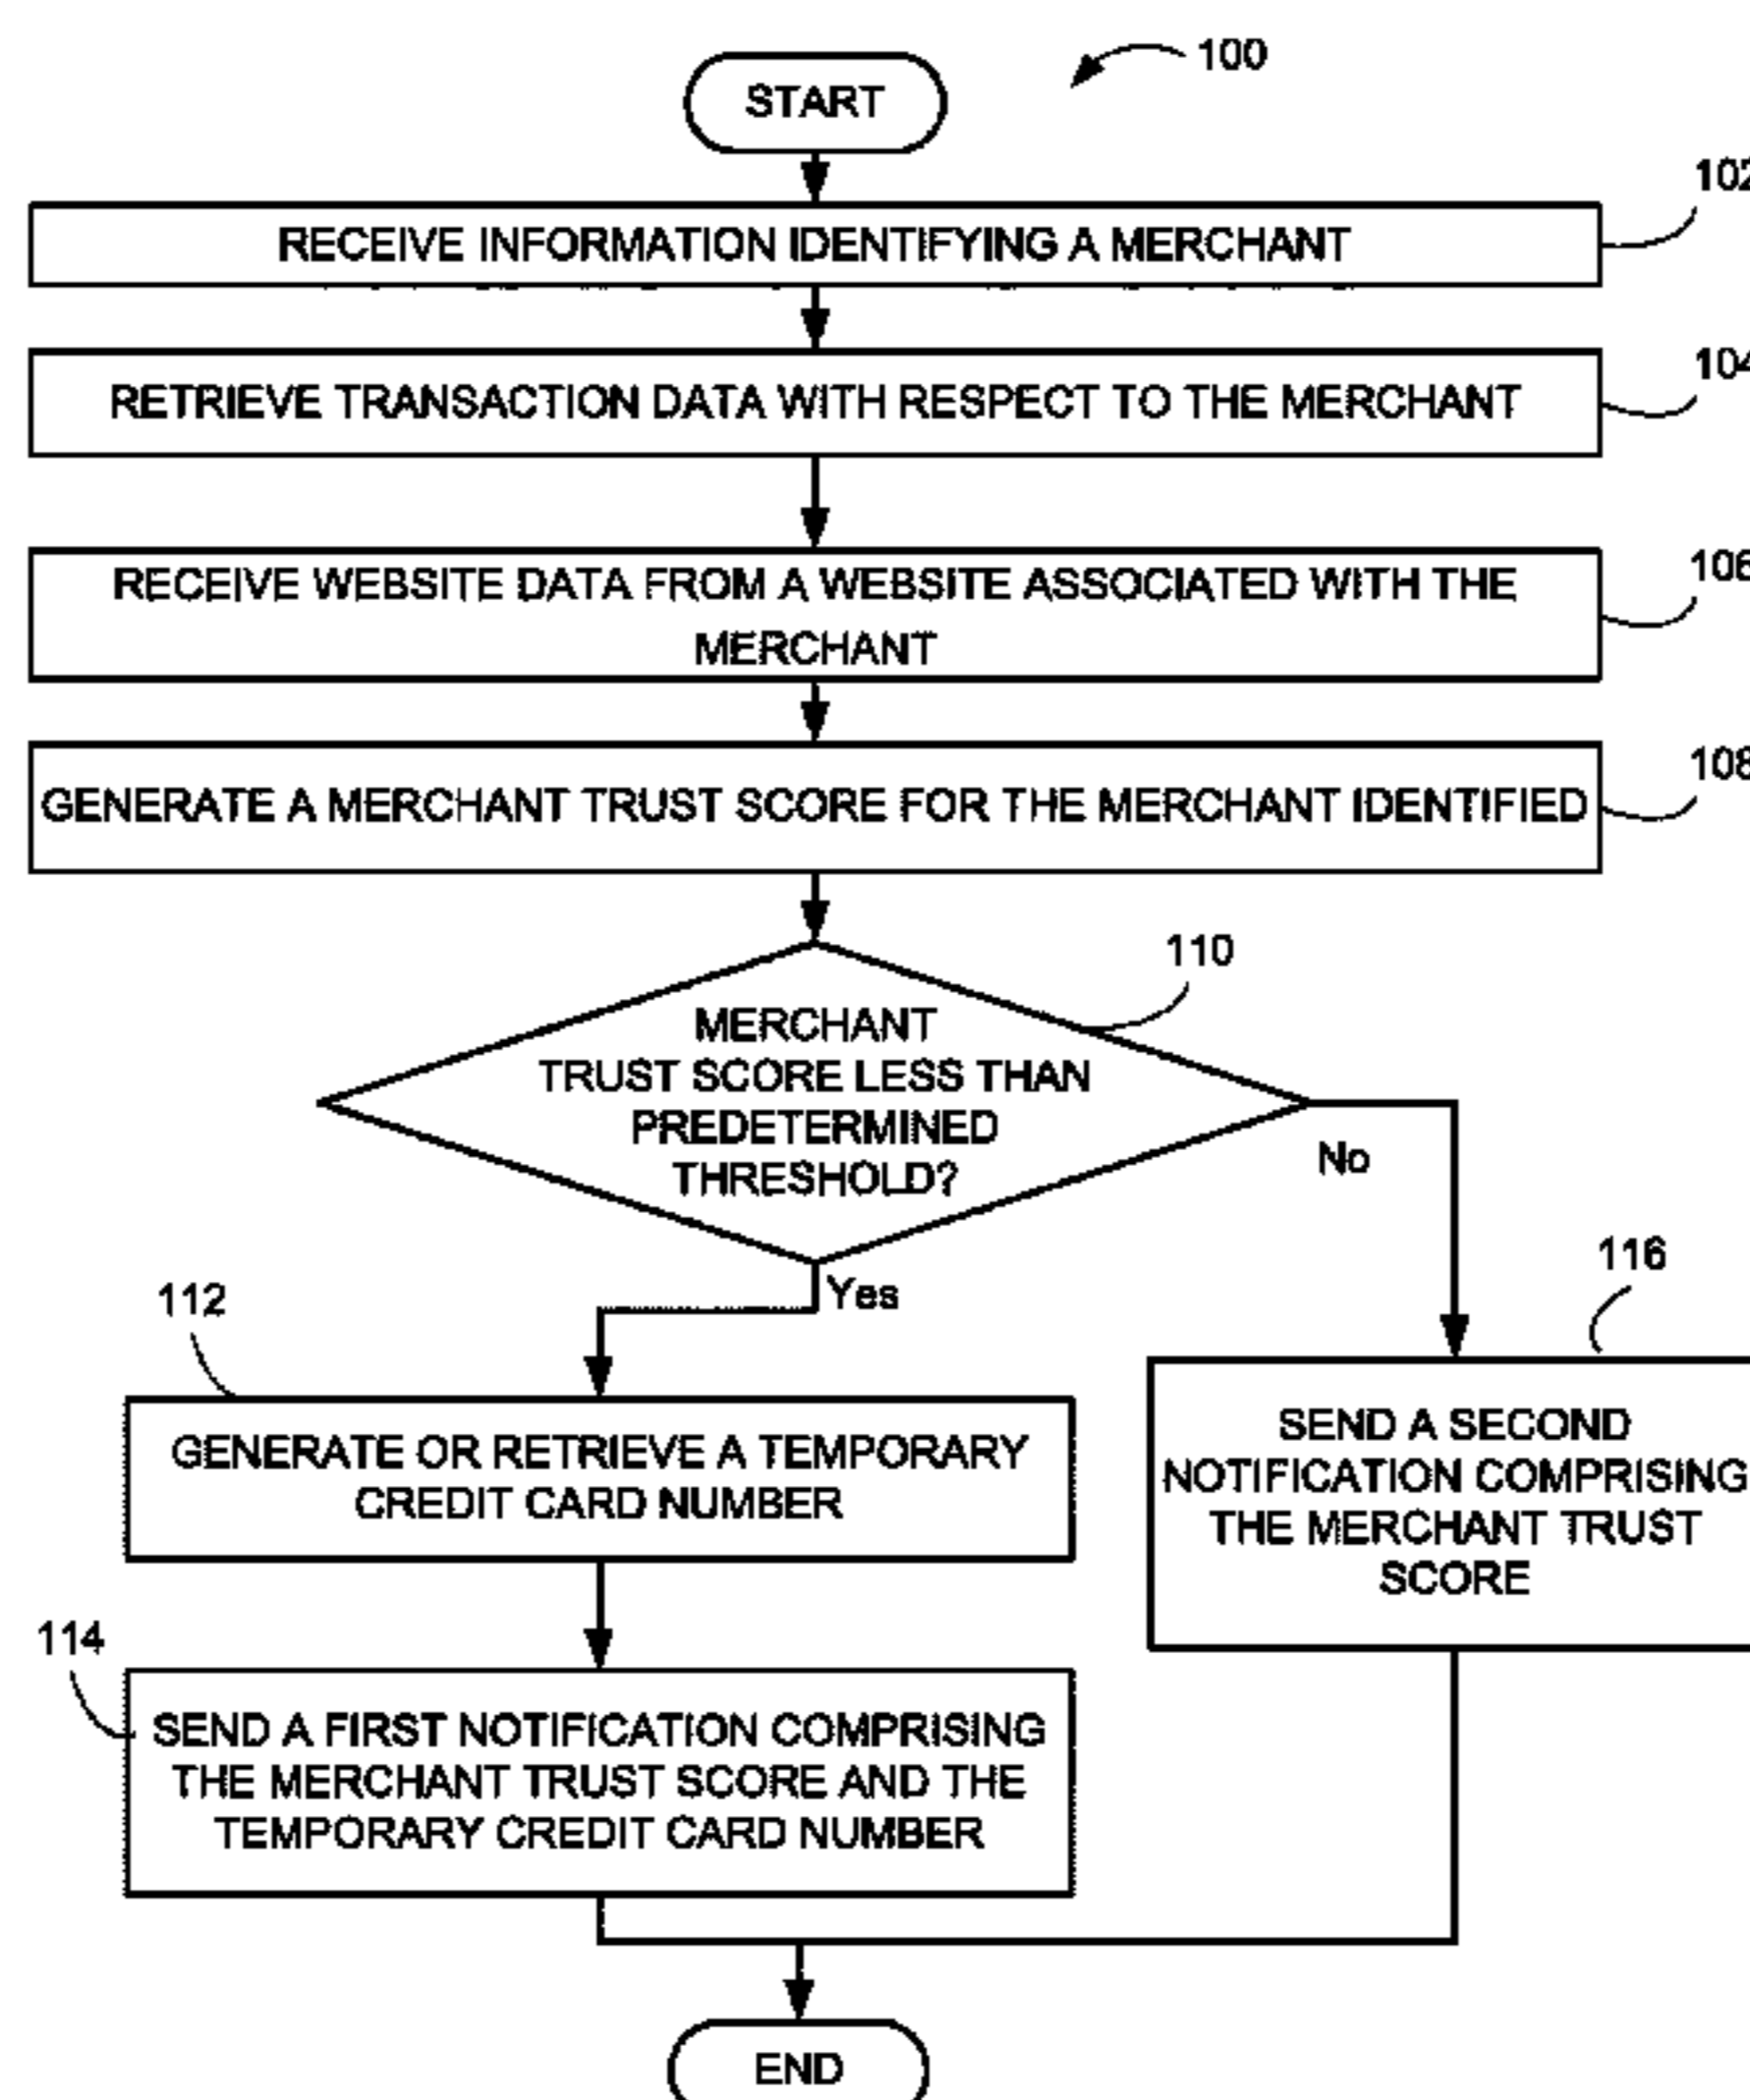 100
START
102
RECEIVE INFORMATION IDENTIFYING A MERCHANT
104
RETRIEVE TRANSACTION DATA WITH RESPECT TO THE MERCHANT
106
RECEIVE WEBSITE DATA FROM A WEBSITE ASSOCIATED WITH THE
MERCHANT
108
GENERATE A MERCHANT TRUST SCORE FOR THE MERCHANT IDENTIFIED
110
MERCHANT
TRUST SCORE LESS THAN
PREDETERMINED
THRESHOLD?
No
Yes
112
GENERATE OR RETRIEVE A TEMPORARY
CREDIT CARD NUMBER
116
SEND A SECOND
NOTIFICATION COMPRISING
THE MERCHANT TRUST
SCORE
114
SEND A FIRST NOTIFICATION COMPRISING
THE MERCHANT TRUST SCORE AND THE
TEMPORARY CREDIT CARD NUMBER
END